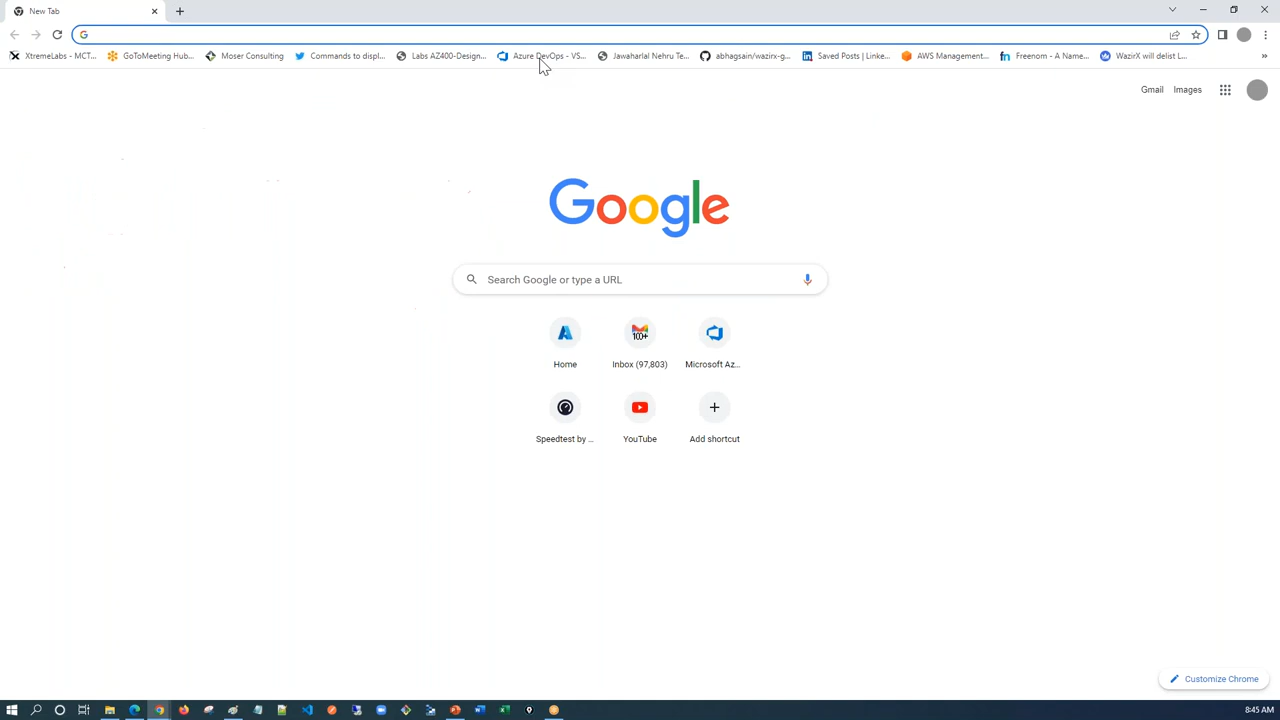 New Tab
XtremeLabs - MCT...
GoToMeeting Hub...
Moser Consulting
Commands to displ...
Labs AZ400-Design...
Azure DevOps - VS...
Jawaharlal Nehru Te...
abhagsain/wazirx-g...
Saved Posts | Linke...
AWS Management...
Freenom - A Name...
WazirX will delist L...
»
Gmail
Images
Google
Search Google or type a URL
100+
Home
Inbox (97,803)
Microsoft Az...
Speedtest by ...
YouTube
Add shortcut
Customize Chrome
8:45 AM